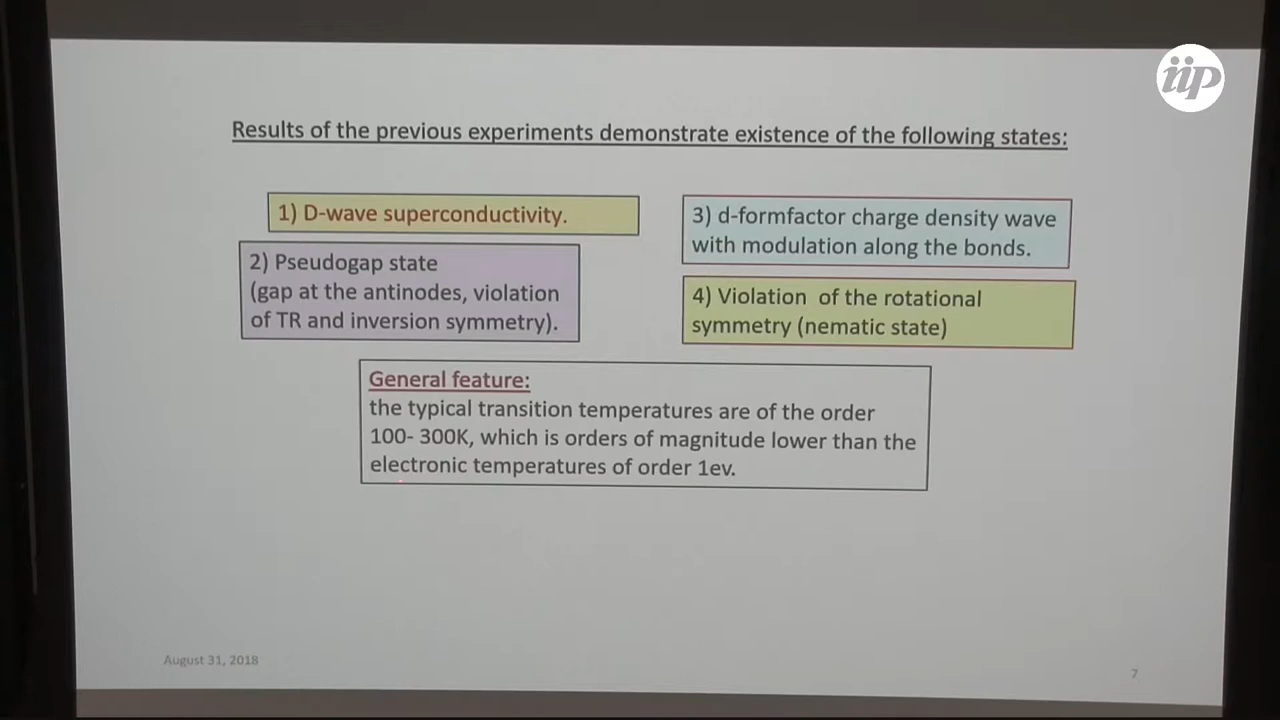 iip
Results of the previous experiments demonstrate existence of the following states:
1) D-wave superconductivity.
2) Pseudogap state
(gap at the antinodes, violation
of TR and inversion symmetry).
3) d-formfactor charge density wave
with modulation along the bonds.
4) Violation of the rotational
symmetry (nematic state)
General feature:
the typical transition temperatures are of the order
100- 300K, which is orders of magnitude lower than the
electronic temperatures of order 1ev.
August 31, 2018
7